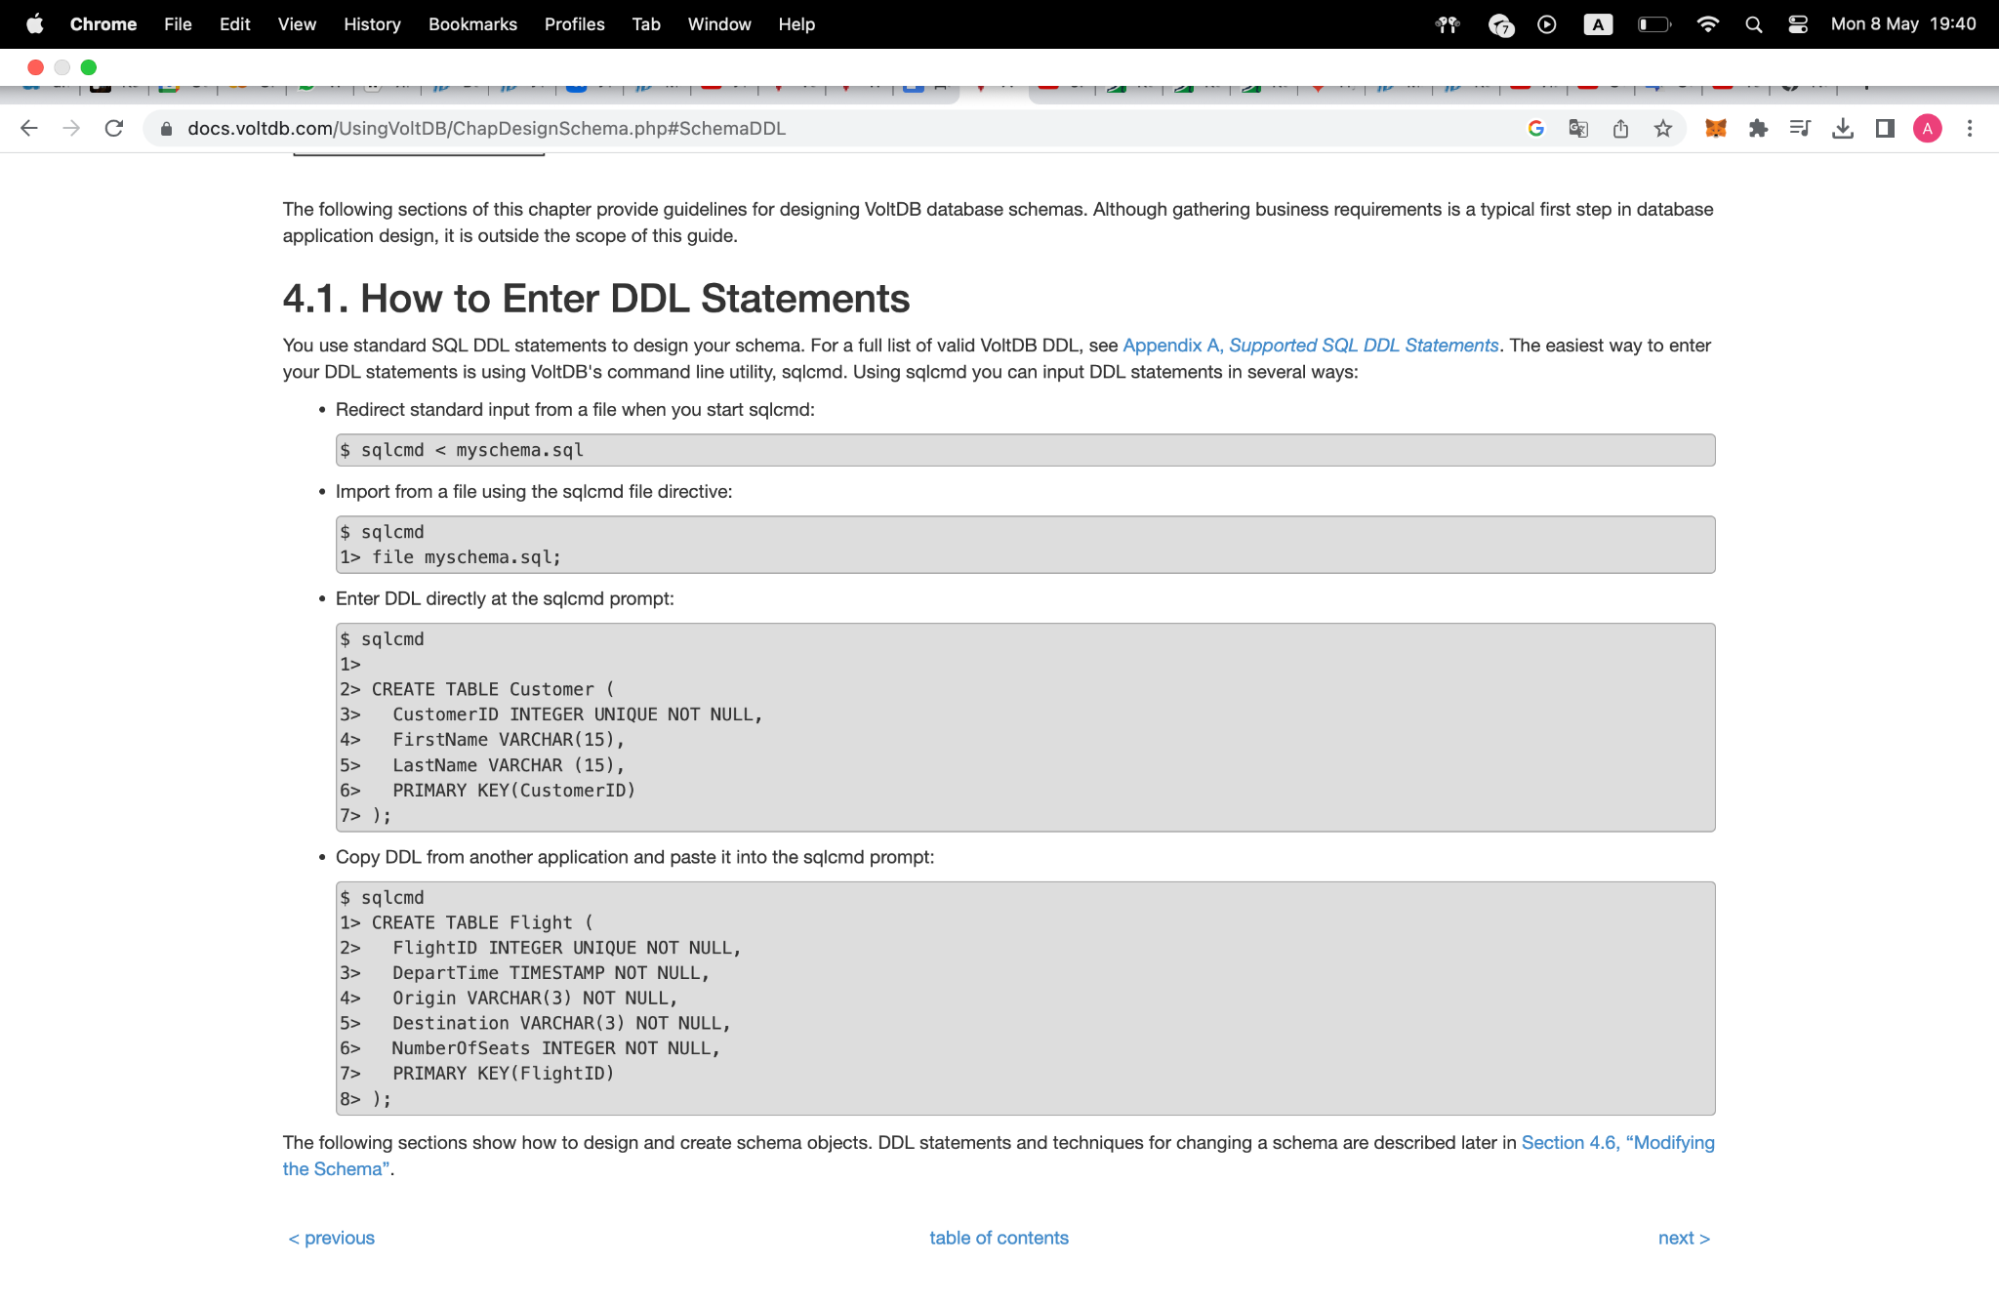 Chrome File Edit View History Bookmarks Profiles Tab Window Help 7 A Mon 8 May 19:40
docs.voltdb.com/UsingVoltDB/ChapDesignSchema.php#SchemaDDL A
The following sections of this chapter provide guidelines for designing VoltDB database schemas. Although gathering business requirements is a typical first step in database
application design, it is outside the scope of this guide.
4.1. How to Enter DDL Statements
You use standard SQL DDL statements to design your schema. For a full list of valid VoltDB DDL, see Appendix A, Supported SQL DDL Statements. The easiest way to enter
your DDL statements is using VoltDB's command line utility, sqlcmd. Using sqlcmd you can input DDL statements in several ways:
• Redirect standard input from a file when you start sqlcmd:
$ sqlcmd < myschema.sql
• Import from a file using the sqlcmd file directive:
$ sqlcmd
1> file myschema.sql;
• Enter DDL directly at the sqlcmd prompt:
$ sqlcmd
1>
2> CREATE TABLE Customer (
3>   CustomerID INTEGER UNIQUE NOT NULL,
4>   FirstName VARCHAR(15),
5>   LastName VARCHAR (15),
6>   PRIMARY KEY(CustomerID)
7> );
• Copy DDL from another application and paste it into the sqlcmd prompt:
$ sqlcmd
1> CREATE TABLE Flight (
2>   FlightID INTEGER UNIQUE NOT NULL,
3>   DepartTime TIMESTAMP NOT NULL,
4>   Origin VARCHAR(3) NOT NULL,
5>   Destination VARCHAR(3) NOT NULL,
6>   NumberOfSeats INTEGER NOT NULL,
7>   PRIMARY KEY(FlightID)
8> );
The following sections show how to design and create schema objects. DDL statements and techniques for changing a schema are described later in Section 4.6, “Modifying
the Schema”.
< previous table of contents next >